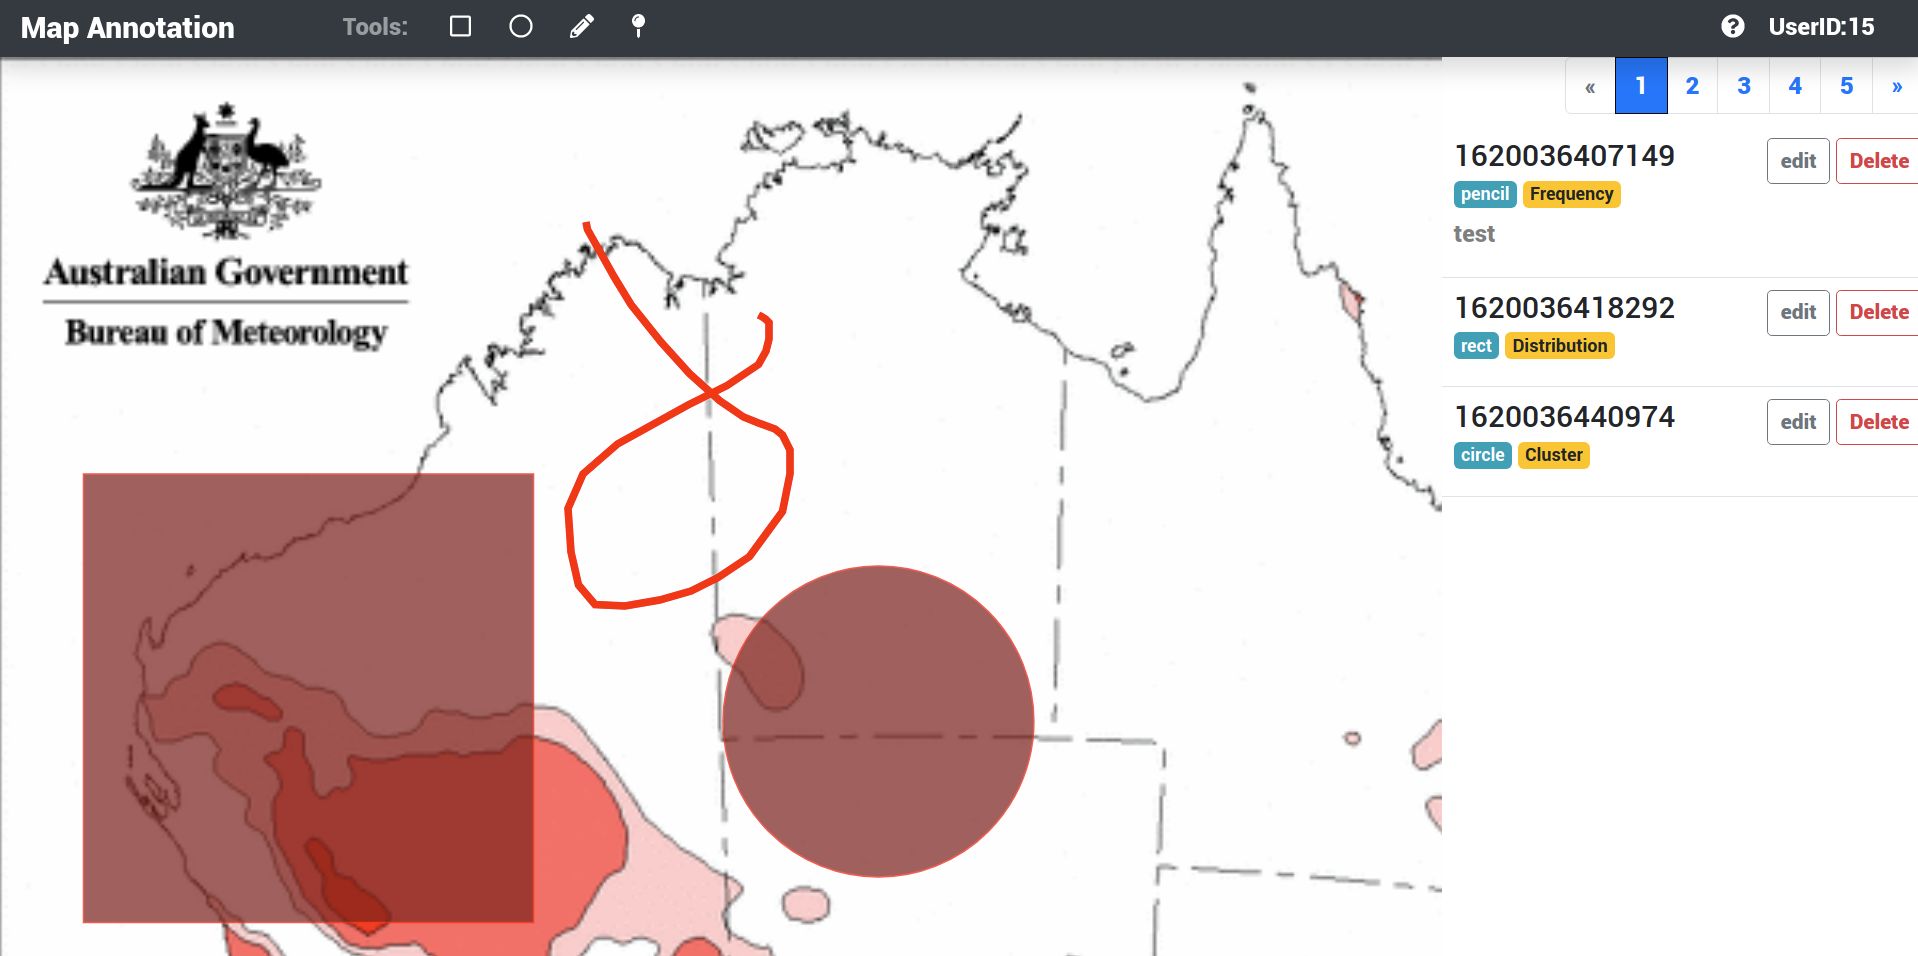 Map Annotation Tools: UserID:15
« 1 2 3 4 5 »
Australian Government
Bureau of Meteorology
1620036407149 edit Delete
pencil Frequency
test
1620036418292 edit Delete
rect Distribution
1620036440974 edit Delete
circle Cluster